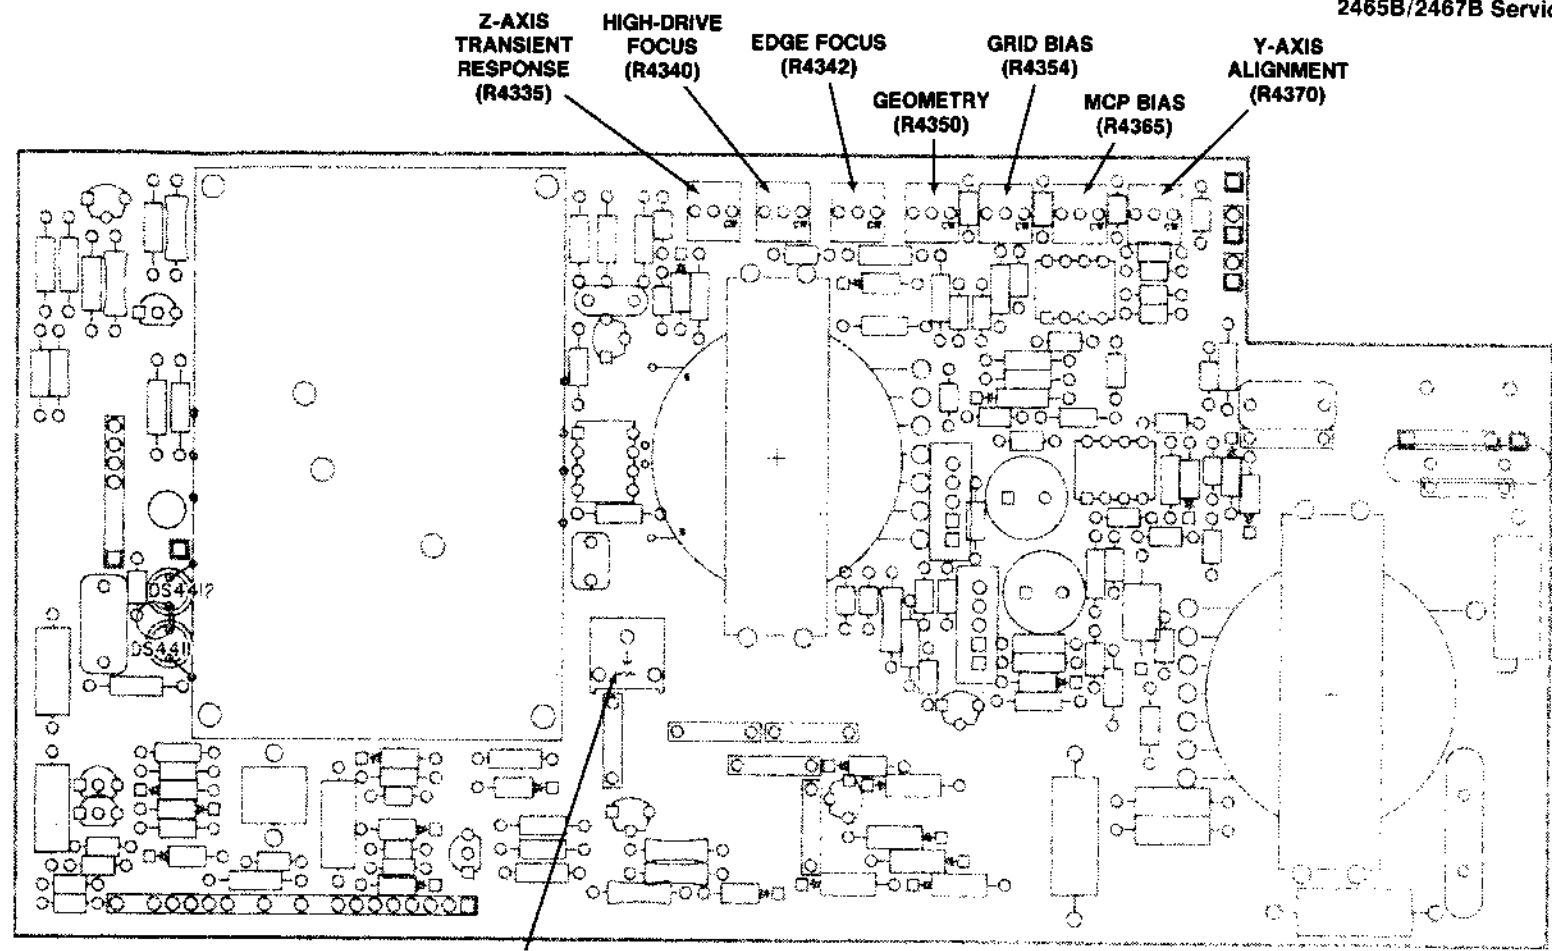 2465B/2467B Servic
Z-AXIS
TRANSIENT
RESPONSE
(R4335)
HIGH-DRIVE
FOCUS
(R4340)
EDGE FOCUS
(R4342)
GEOMETRY
(R4350)
GRID BIAS
(R4354)
MCP BIAS
(R4365)
Y-AXIS
ALIGNMENT
(R4370)
DS4412
DS4411